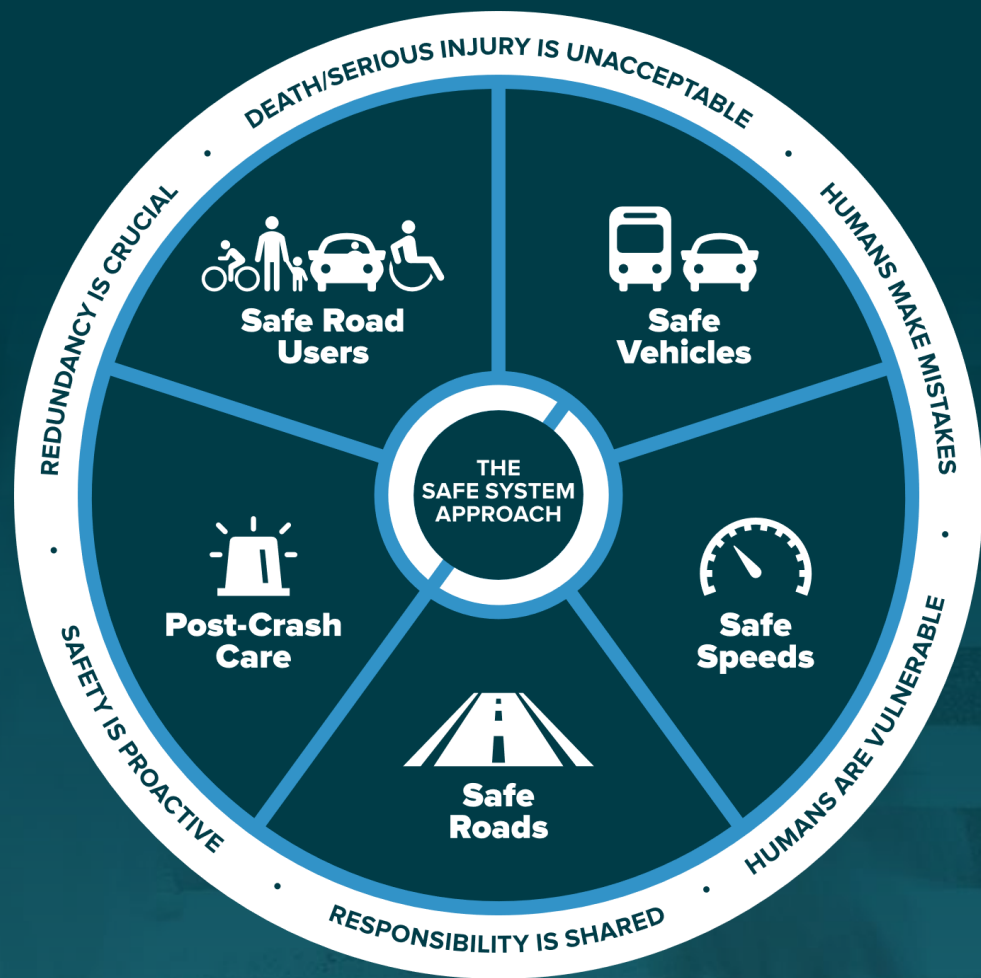 DEATH/SERIOUS INJURY IS UNACCEPTABLE
HUMANS MAKE MISTAKES
HUMANS ARE VULNERABLE
RESPONSIBILITY IS SHARED
SAFETY IS PROACTIVE
REDUNDANCY IS CRUCIAL
Safe Road
Users
Safe
Vehicles
THE
SAFE SYSTEM
APPROACH
Post-Crash
Care
Safe
Speeds
Safe
Roads